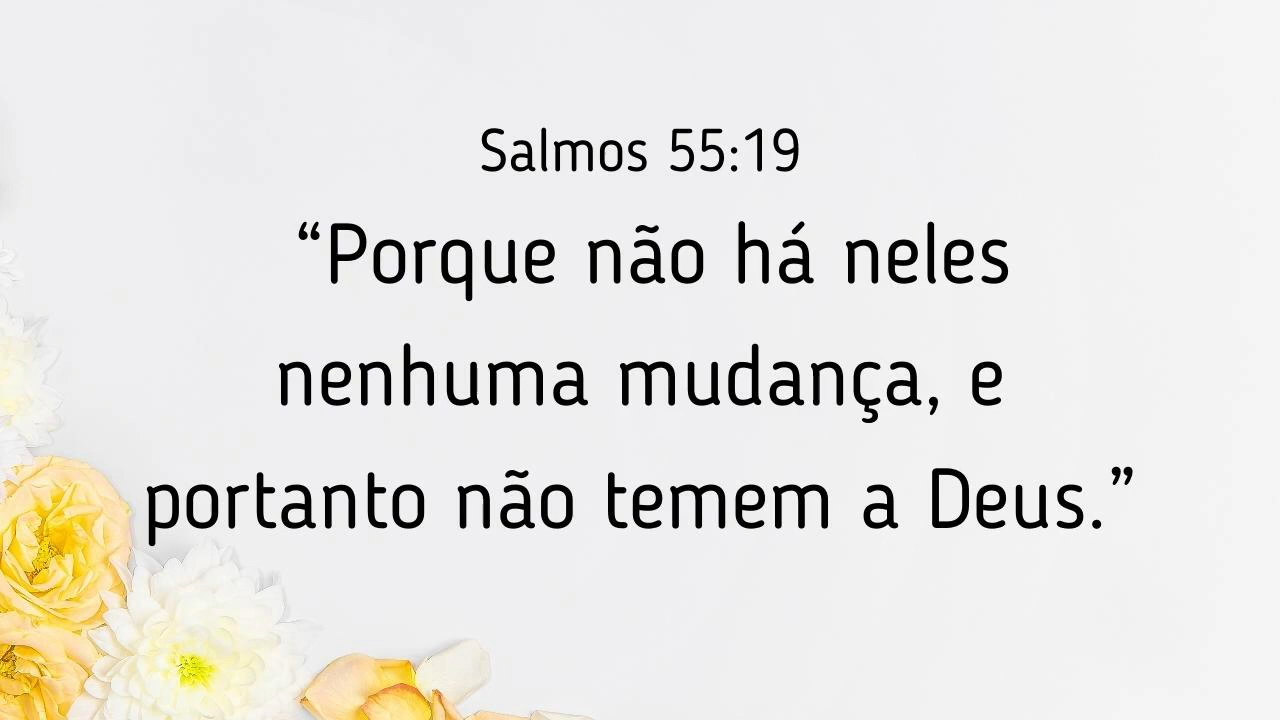 Salmos 55:19
“Porque não há neles
nenhuma mudança, e
portanto não temem a Deus.”